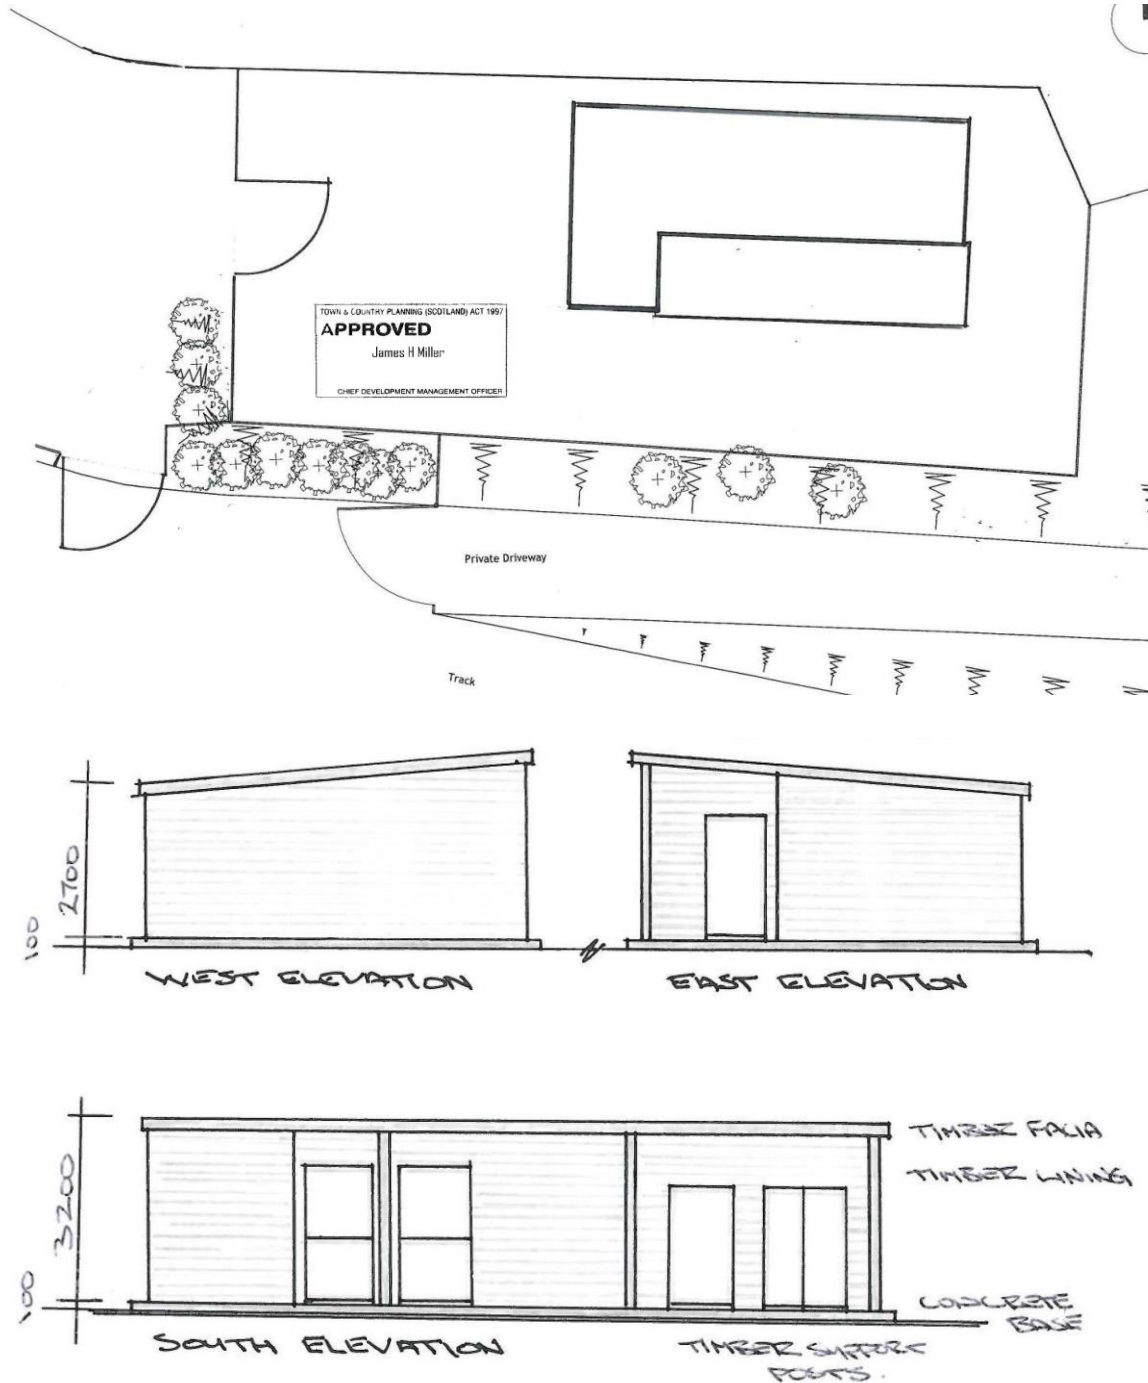 TOWN & COUNTRY PLANNING (SCOTLAND) ACT 1997
APPROVED
James H Miller
CHIEF DEVELOPMENT MANAGEMENT OFFICER
Private Driveway
Track
2700
100
WEST ELEVATION
EAST ELEVATION
3200
100
TIMBER FACIA
TIMBER LINING
CONCRETE
BASE
SOUTH ELEVATION
TIMBER SUPPORT
POSTS.